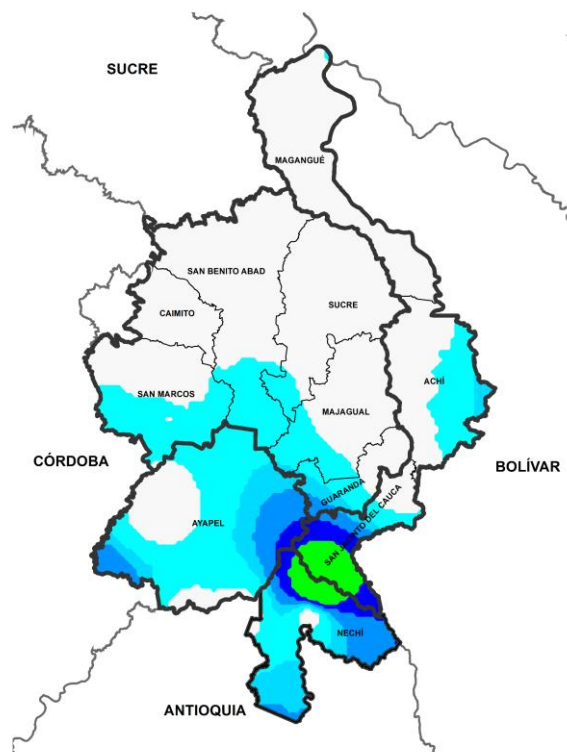 SUCRE
MAGANGUÉ
SAN BENITO ABAD
CAIMITO
SUCRE
SAN MARCOS
ACHÍ
MAJAGUAL
CÓRDOBA
BOLÍVAR
GUARANDA
AYAPEL
SAN JACINTO DEL CAUCA
NECHÍ
ANTIOQUIA